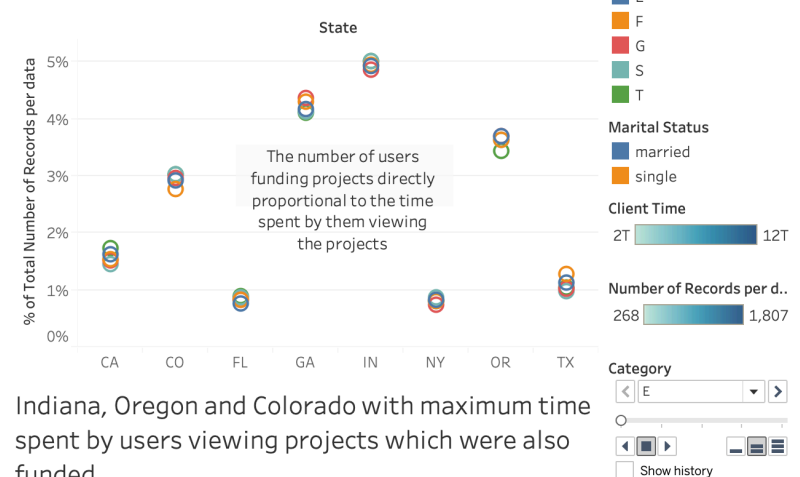 State
% of Total Number of Records per data
5%
4%
3%
2%
1%
0%
The number of users
funding projects directly
proportional to the time
spent by them viewing
the projects
CA CO FL GA IN NY OR TX
Indiana, Oregon and Colorado with maximum time
spent by users viewing projects which were also
funded
F
G
S
T
Marital Status
married
single
Client Time
2T 12T
Number of Records per d..
268 1,807
Category
E
Show history